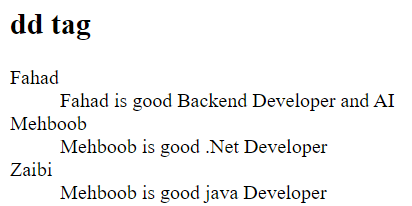 dd tag
Fahad
Fahad is good Backend Developer and AI
Mehboob
Mehboob is good .Net Developer
Zaibi
Mehboob is good java Developer